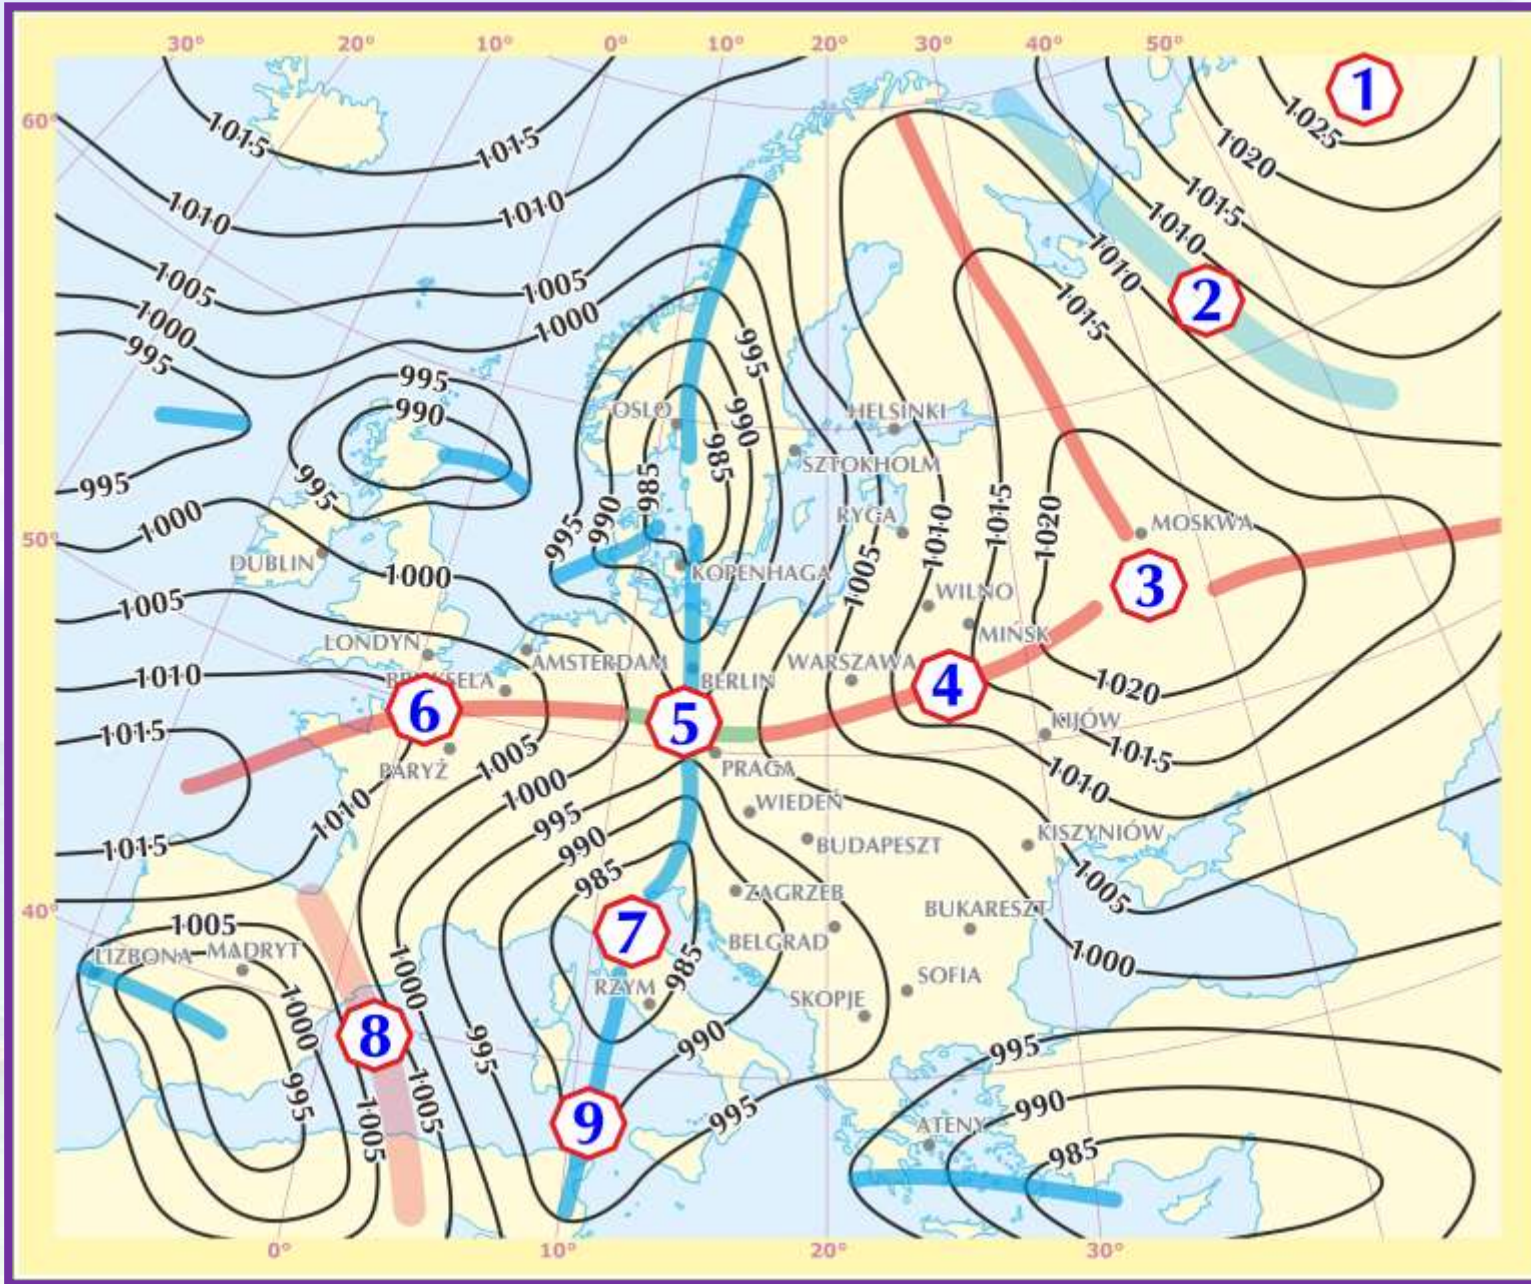 30° 20° 10° 0° 10° 20° 30° 40° 50°
1
1025
60°
1015
1015
1020
1015
1010
1010
1010
1010
1005
1005
2
1015
1000
1000
995
995
995
990
990
OSLO
HELSINKI
985
SZTOKHOLM
985
995
995
1020
1015
1010
RYGA
MOSKWA
1000
990
995
50°
DUBLIN
1000
KOPENHAGA
1005
3
1005
WILNO
MIŃSK
LONDYN
AMSTERDAM
WARSZAWA
1010
BRUKSELA
BERLIN
4
1020
6
5
KIJÓW
1015
1015
PARYŻ
1005
PRAGA
1010
1000
WIEDEŃ
1010
995
KISZYNIÓW
1015
990
BUDAPESZT
985
ZAGRZEB
1005
40°
1005
7
BUKARESZT
LIZBONA
MADRYT
BELGRAD
1000
1000
985
RZYM
SOFIA
SKOPJE
1000
8
995
990
995
995
1005
1005
9
995
990
ATENY
985
0° 10° 20° 30°